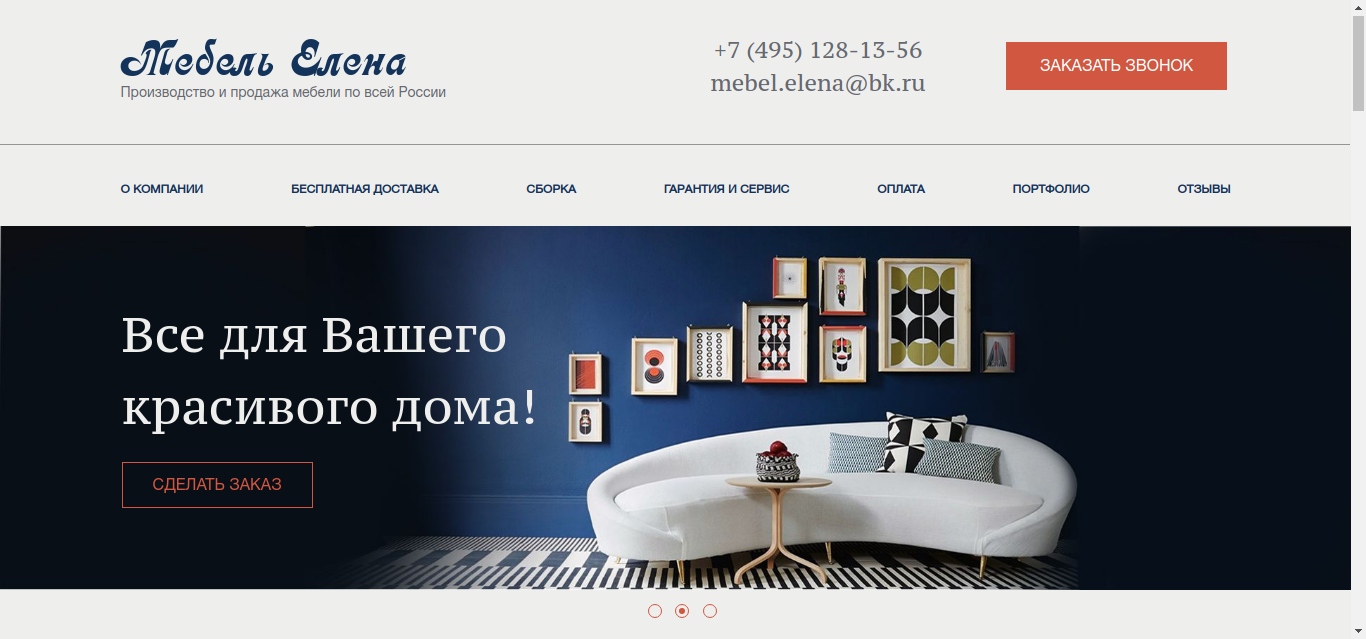 Мебель Елена
Производство и продажа мебели по всей России
+7 (495) 128-13-56
mebel.elena@bk.ru
ЗАКАЗАТЬ ЗВОНОК
О КОМПАНИИ
БЕСПЛАТНАЯ ДОСТАВКА
СБОРКА
ГАРАНТИЯ И СЕРВИС
ОПЛАТА
ПОРТФОЛИО
ОТЗЫВЫ
Все для Вашего
красивого дома!
СДЕЛАТЬ ЗАКАЗ